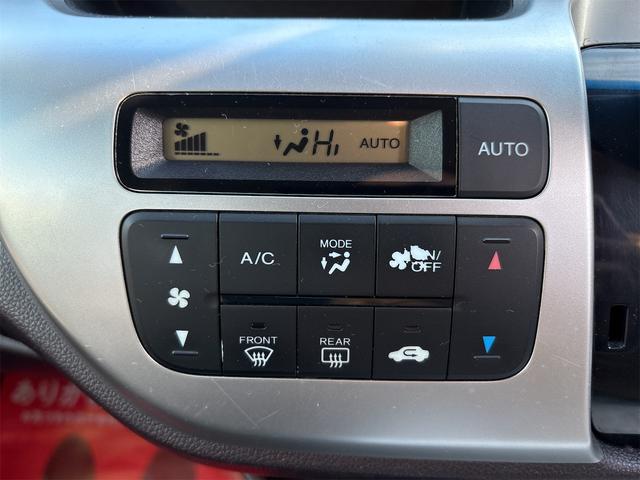 Hi AUTO
AUTO
A/C
MODE
ON/
OFF
FRONT
REAR